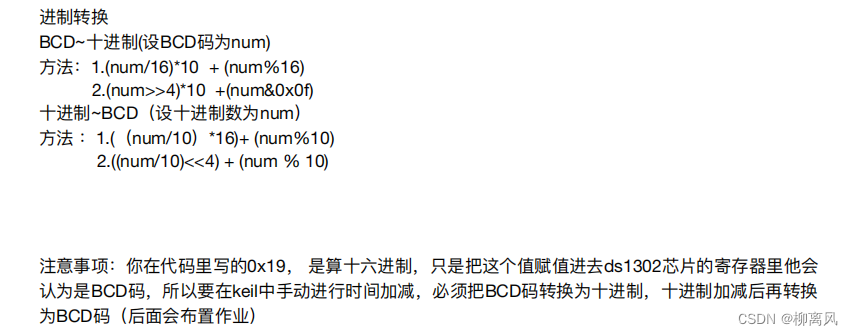 进制转换
BCD~十进制(设BCD码为num)
方法：1.(num/16)*10 + (num%16)
2.(num>>4)*10 +(num&0x0f)
十进制~BCD（设十进制数为num）
方法 ：1.(（num/10）*16)+ (num%10)
2.((num/10)<<4) + (num % 10)
注意事项：你在代码里写的0x19， 是算十六进制，只是把这个值赋值进去ds1302芯片的寄存器里他会
认为是BCD码，所以要在keil中手动进行时间加减，必须把BCD码转换为十进制，十进制加减后再转换
为BCD码（后面会布置作业）
CSDN @柳离风